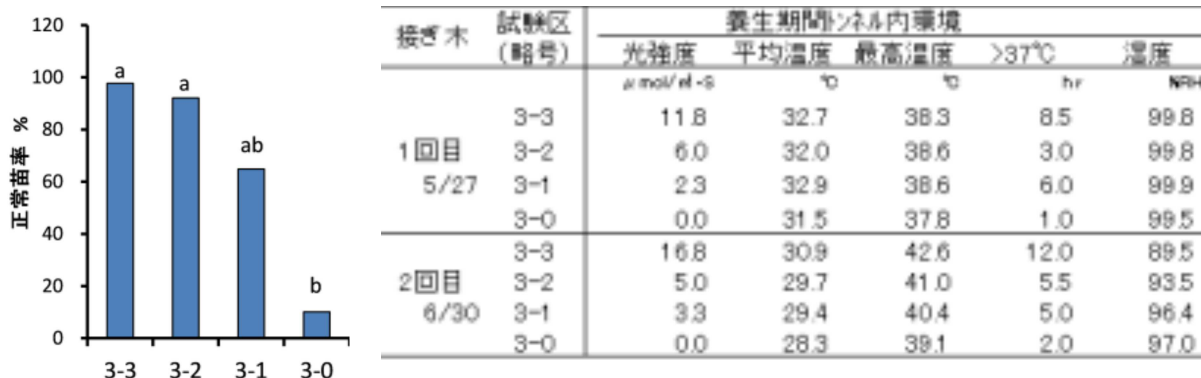 120
100
80
60
40
20
0
正常苗率 %
a
a
ab
b
3-3 3-2 3-1 3-0
接ぎ木 試験区 養生期間トンネル内環境
(略号) 光強度 平均温度 最高温度 >37℃ 湿度
μmol/㎡・S ℃ ℃ hr %RH
3-3 11.8 32.7 38.3 8.5 99.8
1回目 3-2 6.0 32.0 38.6 3.0 99.8
5/27 3-1 2.3 32.9 38.6 6.0 99.9
3-0 0.0 31.5 37.8 1.0 99.5
3-3 16.8 30.9 42.6 12.0 89.5
2回目 3-2 5.0 29.7 41.0 5.5 93.5
6/30 3-1 3.3 29.4 40.4 5.0 96.4
3-0 0.0 28.3 39.1 2.0 97.0